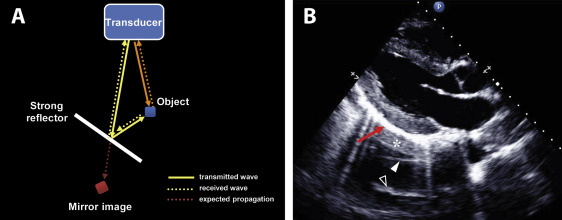 A
Transducer
Object
Strong
reflector
Mirror image
transmitted wave
received wave
expected propagation
B
P
*